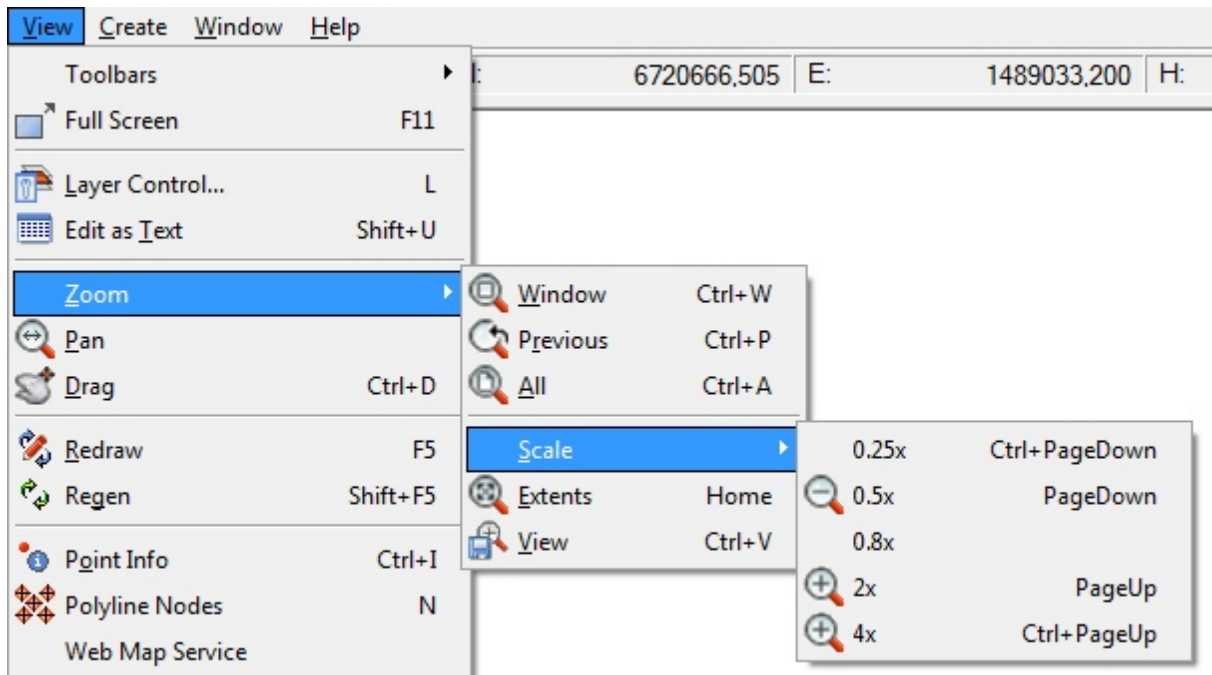 View Create Window Help
6720666,505 E: 1489033,200 H:
Toolbars
Full Screen F11
Layer Control... L
Edit as Text Shift+U
Zoom
Pan
Drag Ctrl+D
Redraw F5
Regen Shift+F5
Point Info Ctrl+I
Polyline Nodes N
Web Map Service
Window Ctrl+W
Previous Ctrl+P
All Ctrl+A
Scale
Extents Home
View Ctrl+V
0.25x Ctrl+PageDown
0.5x PageDown
0.8x
2x PageUp
4x Ctrl+PageUp